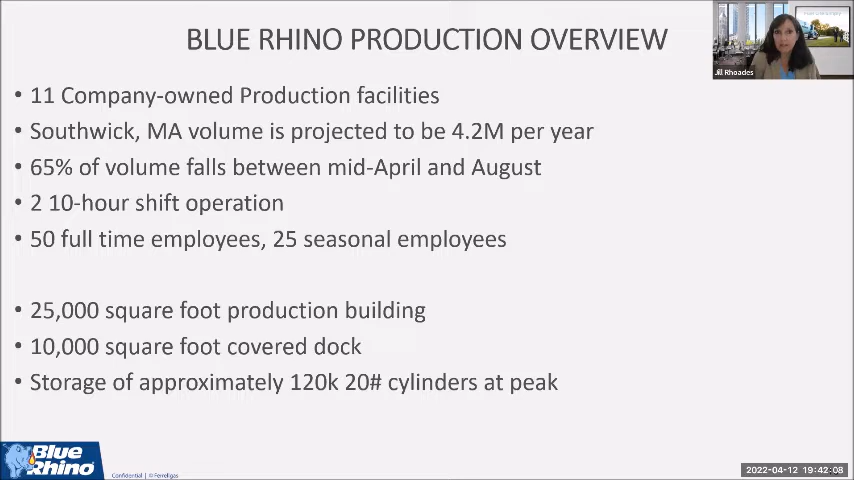 BLUE RHINO PRODUCTION OVERVIEW
Jill Rhoades
• 11 Company-owned Production facilities
• Southwick, MA volume is projected to be 4.2M per year
• 65% of volume falls between mid-April and August
• 2 10-hour shift operation
• 50 full time employees, 25 seasonal employees
• 25,000 square foot production building
• 10,000 square foot covered dock
• Storage of approximately 120k 20# cylinders at peak
Blue
Rhino
Confidential | © Ferrellgas
2022-04-12 19:42:08